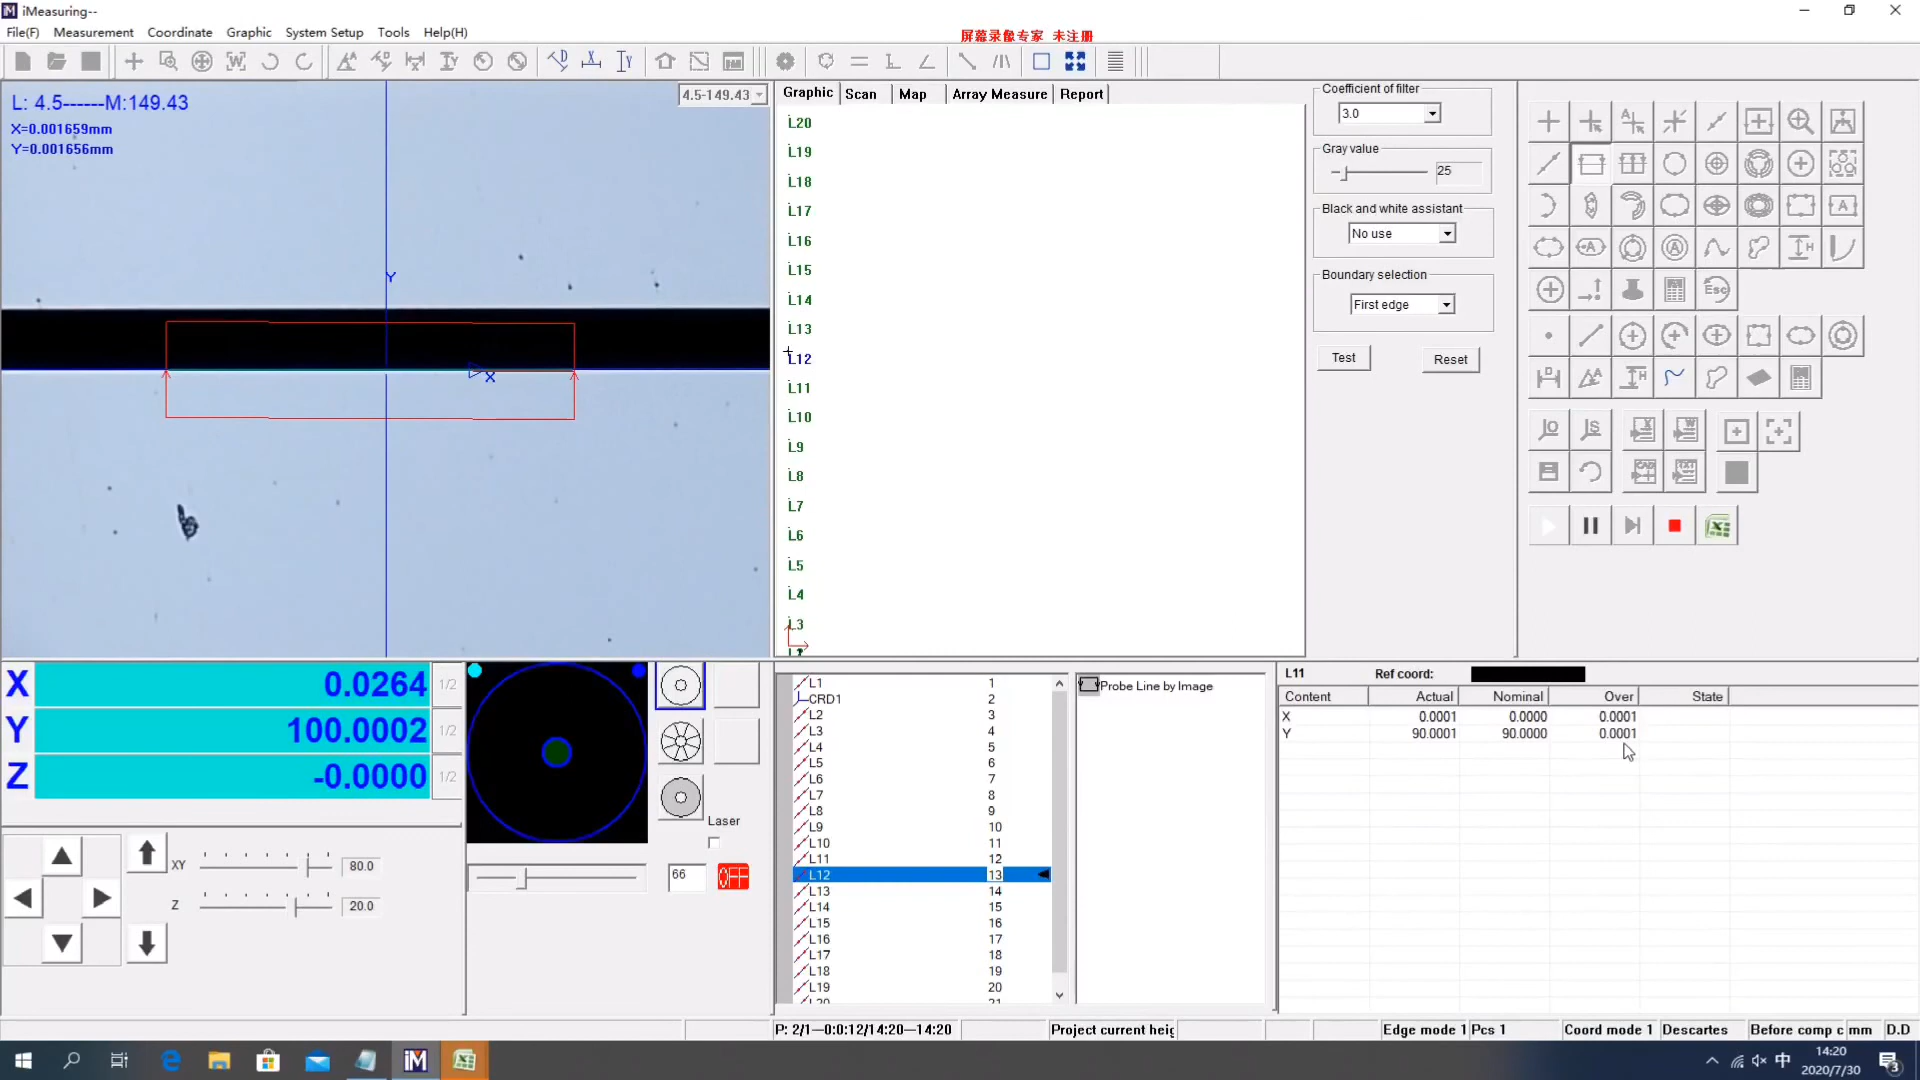 iMeasuring--
File(F) Measurement Coordinate Graphic System Setup Tools Help(H)
屏幕录像专家 未注册
L: 4.5------M:149.43
4.5-149.43
X=0.001659mm
Y=0.001656mm
Y
X
Graphic Scan Map Array Measure Report
L20
L19
L18
L17
L16
L15
L14
L13
L12
L11
L10
L9
L8
L7
L6
L5
L4
L3
Coefficient of filter
3.0
Gray value
25
Black and white assistant
No use
Boundary selection
First edge
Test Reset
X 0.0264 1/2
Y 100.0002 1/2
Z -0.0000 1/2
XY 80.0
Z 20.0
Laser
66 OFF
L1 1
CRD1 2
L2 3
L3 4
L4 5
L5 6
L6 7
L7 8
L8 9
L9 10
L10 11
L11 12
L12 13
L13 14
L14 15
L15 16
L16 17
L17 18
L18 19
L19 20
L20 21
Probe Line by Image
L11 Ref coord:
Content Actual Nominal Over State
X 0.0001 0.0000 0.0001
Y 90.0001 90.0000 0.0001
P: 2/1—0:0:12/14:20—14:20 Project current heig Edge mode 1 Pcs 1 Coord mode 1 Descartes Before comp c mm D.D
中 14:20
2020/7/30
3